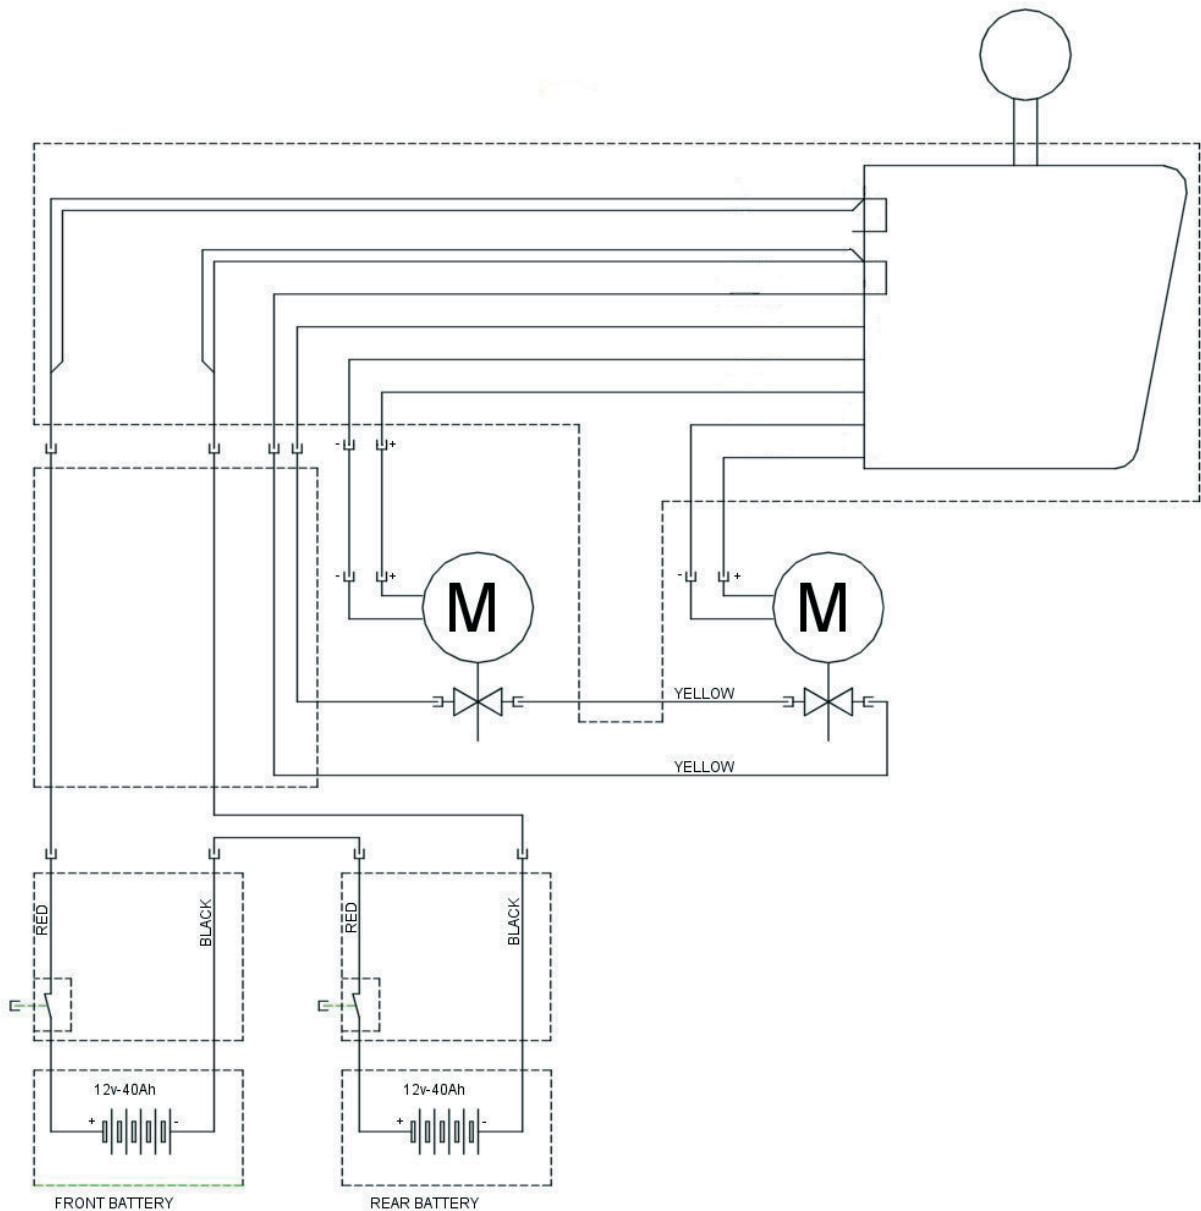 - +
- +
- +
M
M
YELLOW
YELLOW
RED
BLACK
RED
BLACK
12v-40Ah
12v-40Ah
+ -
+ -
FRONT BATTERY
REAR BATTERY